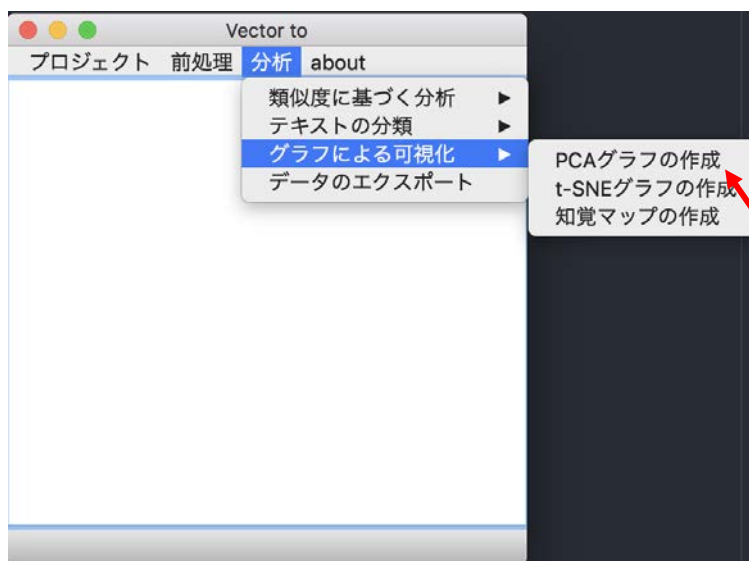 Vector to
プロジェクト 前処理 分析 about
類似度に基づく分析 ▶
テキストの分類 ▶
グラフによる可視化 ▶
データのエクスポート
PCAグラフの作成
t-SNEグラフの作成
知覚マップの作成